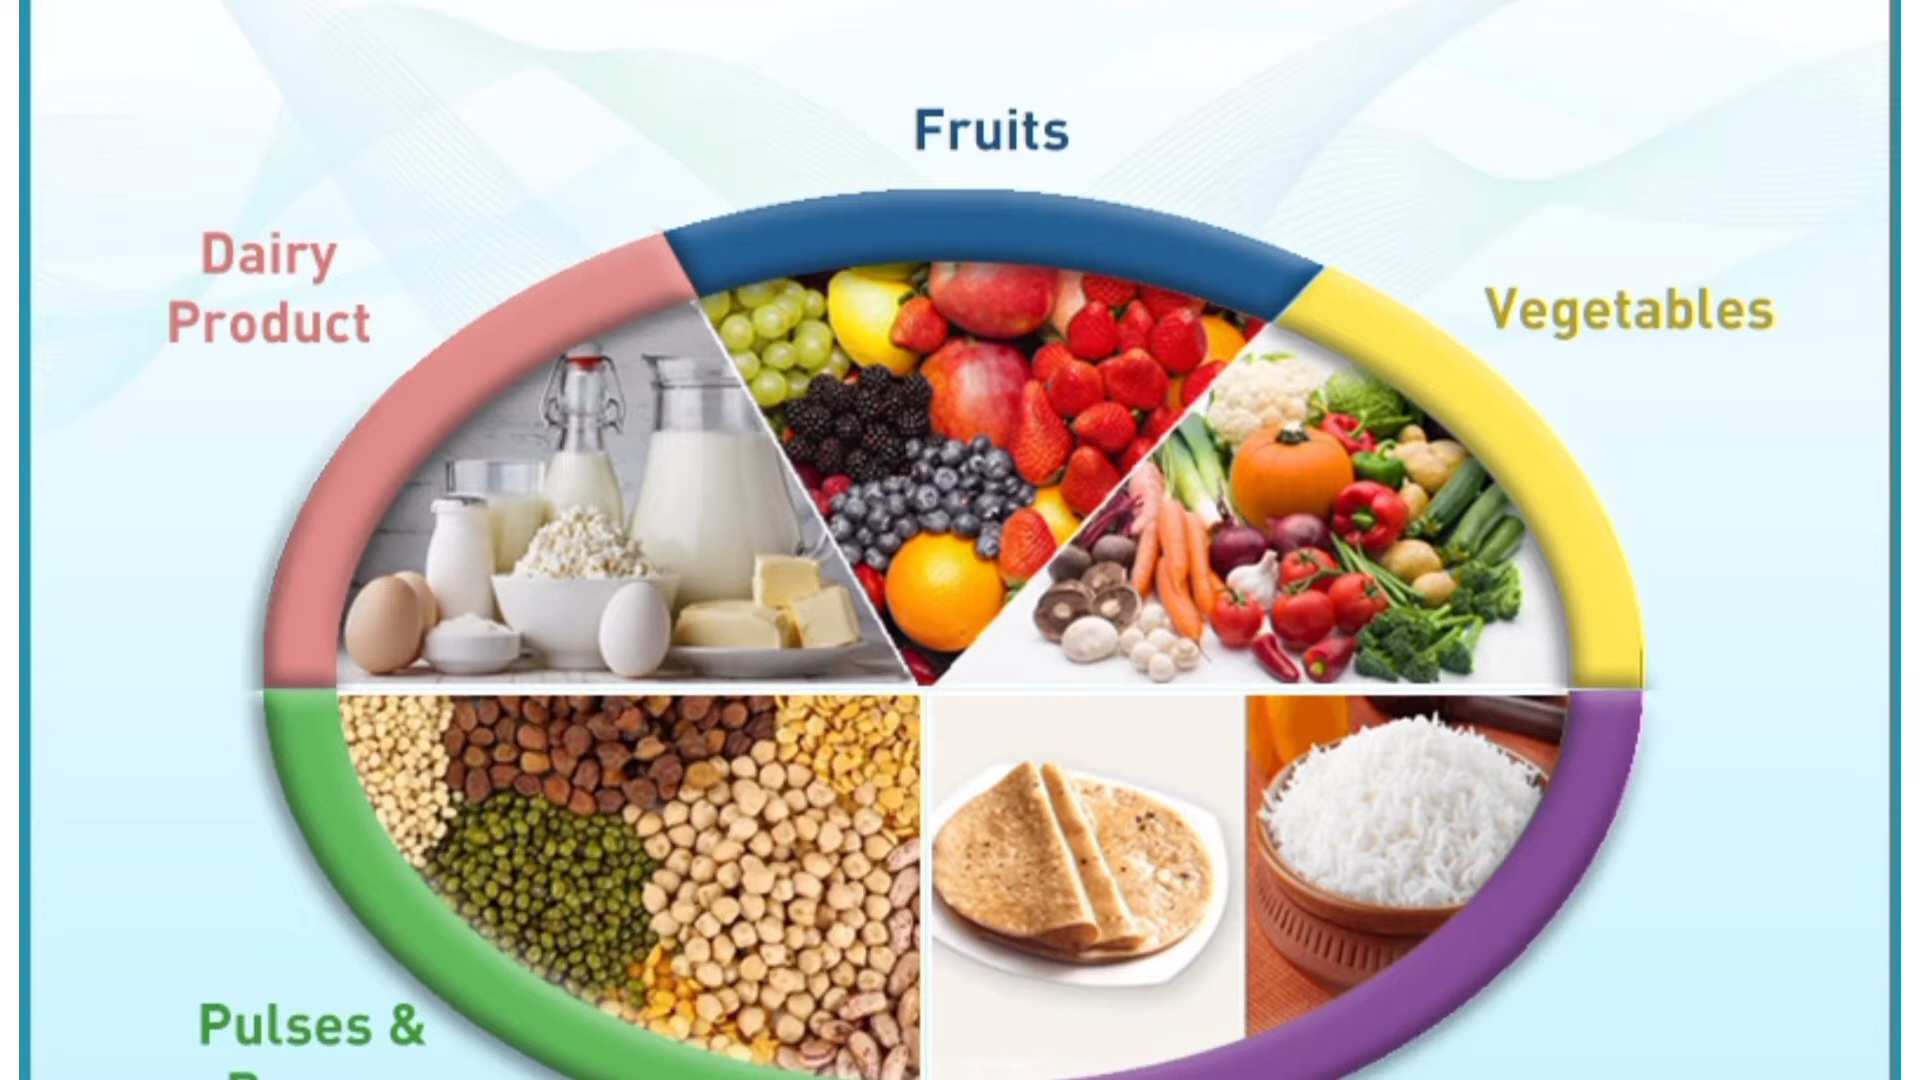 Fruits
Dairy
Product
Vegetables
Pulses &